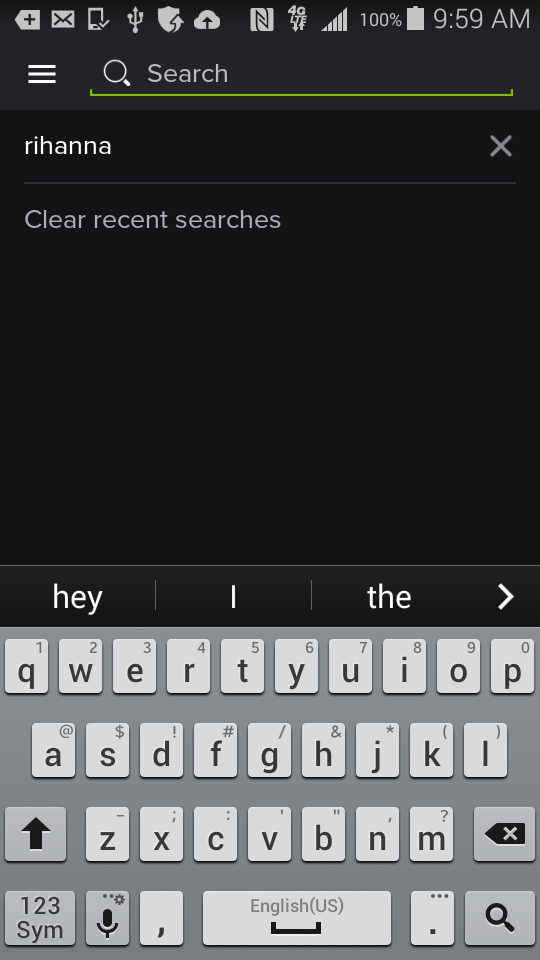 4G LTE 100% 9:59 AM
Search
rihanna
Clear recent searches
hey I the
1 2 3 4 5 6 7 8 9 0
q w e r t y u i o p
@ $ ! # / & * ( )
a s d f g h j k l
– ; : ' " , ?
z x c v b n m
123 Sym , English(US) .